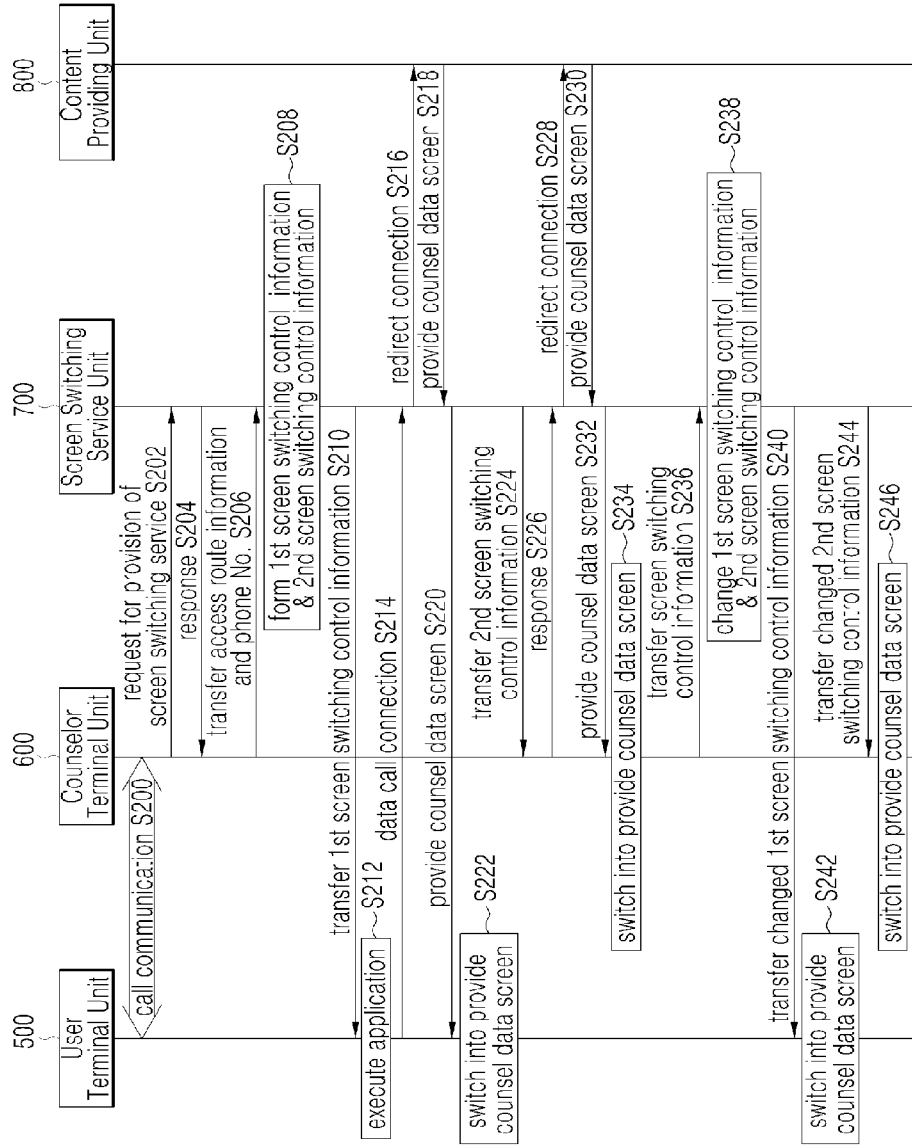 500
User
Terminal Unit
600
Counselor
Terminal Unit
700
Screen Switching
Service Unit
800
Content
Providing Unit
call communication S200
request for provision of
screen switching service S202
response S204
transfer access route information
and phone No. S206
form 1st screen switching control information
& 2nd screen switching control information
S208
transfer 1st screen switching control information S210
execute application
S212
data call connection S214
redirect connection S216
provide counsel data screen S218
provide counsel data screen S220
switch into provide
counsel data screen
S222
transfer 2nd screen switching
control information S224
response S226
redirect connection S228
provide counsel data screen S230
provide counsel data screen S232
switch into provide counsel data screen
S234
transfer screen switching
control information S236
change 1st screen switching control information
& 2nd screen switching control information
S238
transfer changed 1st screen switching control information S240
switch into provide
counsel data screen
S242
transfer changed 2nd screen
switching control information S244
switch into provide counsel data screen
S246